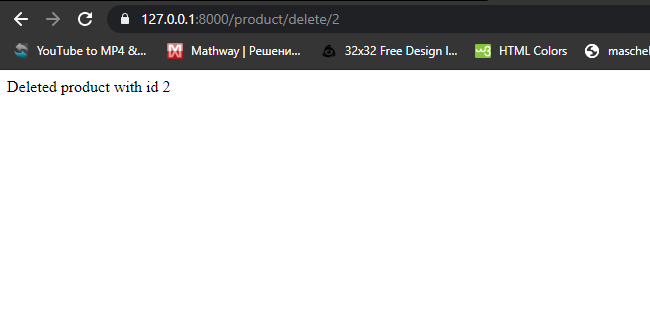 127.0.0.1:8000/product/delete/2
YouTube to MP4 &... Mathway | Решени... 32x32 Free Design I... HTML Colors maschel
Deleted product with id 2